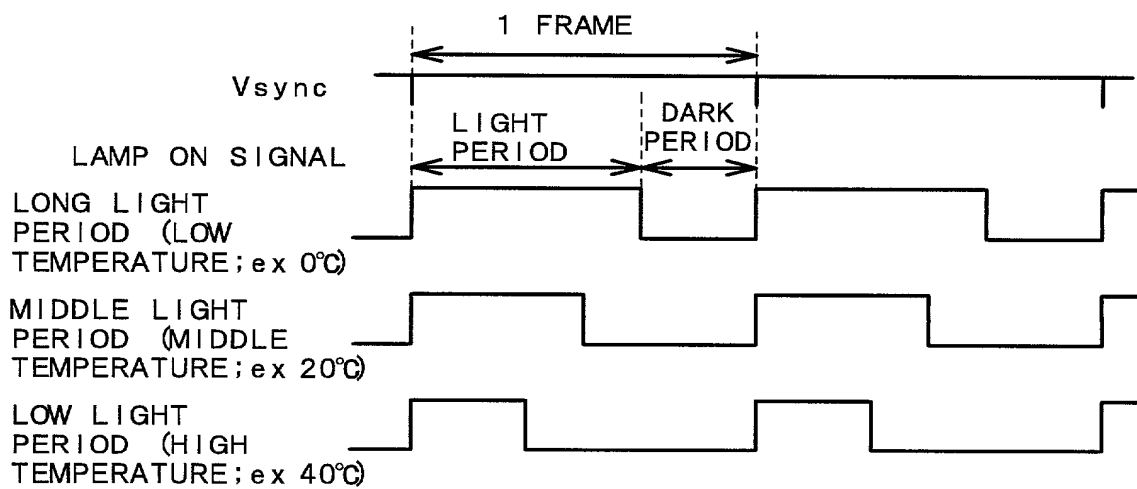 1 FRAME
Vsync
LIGHT
PERIOD
DARK
PERIOD
LAMP ON SIGNAL
LONG LIGHT
PERIOD (LOW
TEMPERATURE; ex 0℃)
MIDDLE LIGHT
PERIOD (MIDDLE
TEMPERATURE; ex 20℃)
LOW LIGHT
PERIOD (HIGH
TEMPERATURE; ex 40℃)